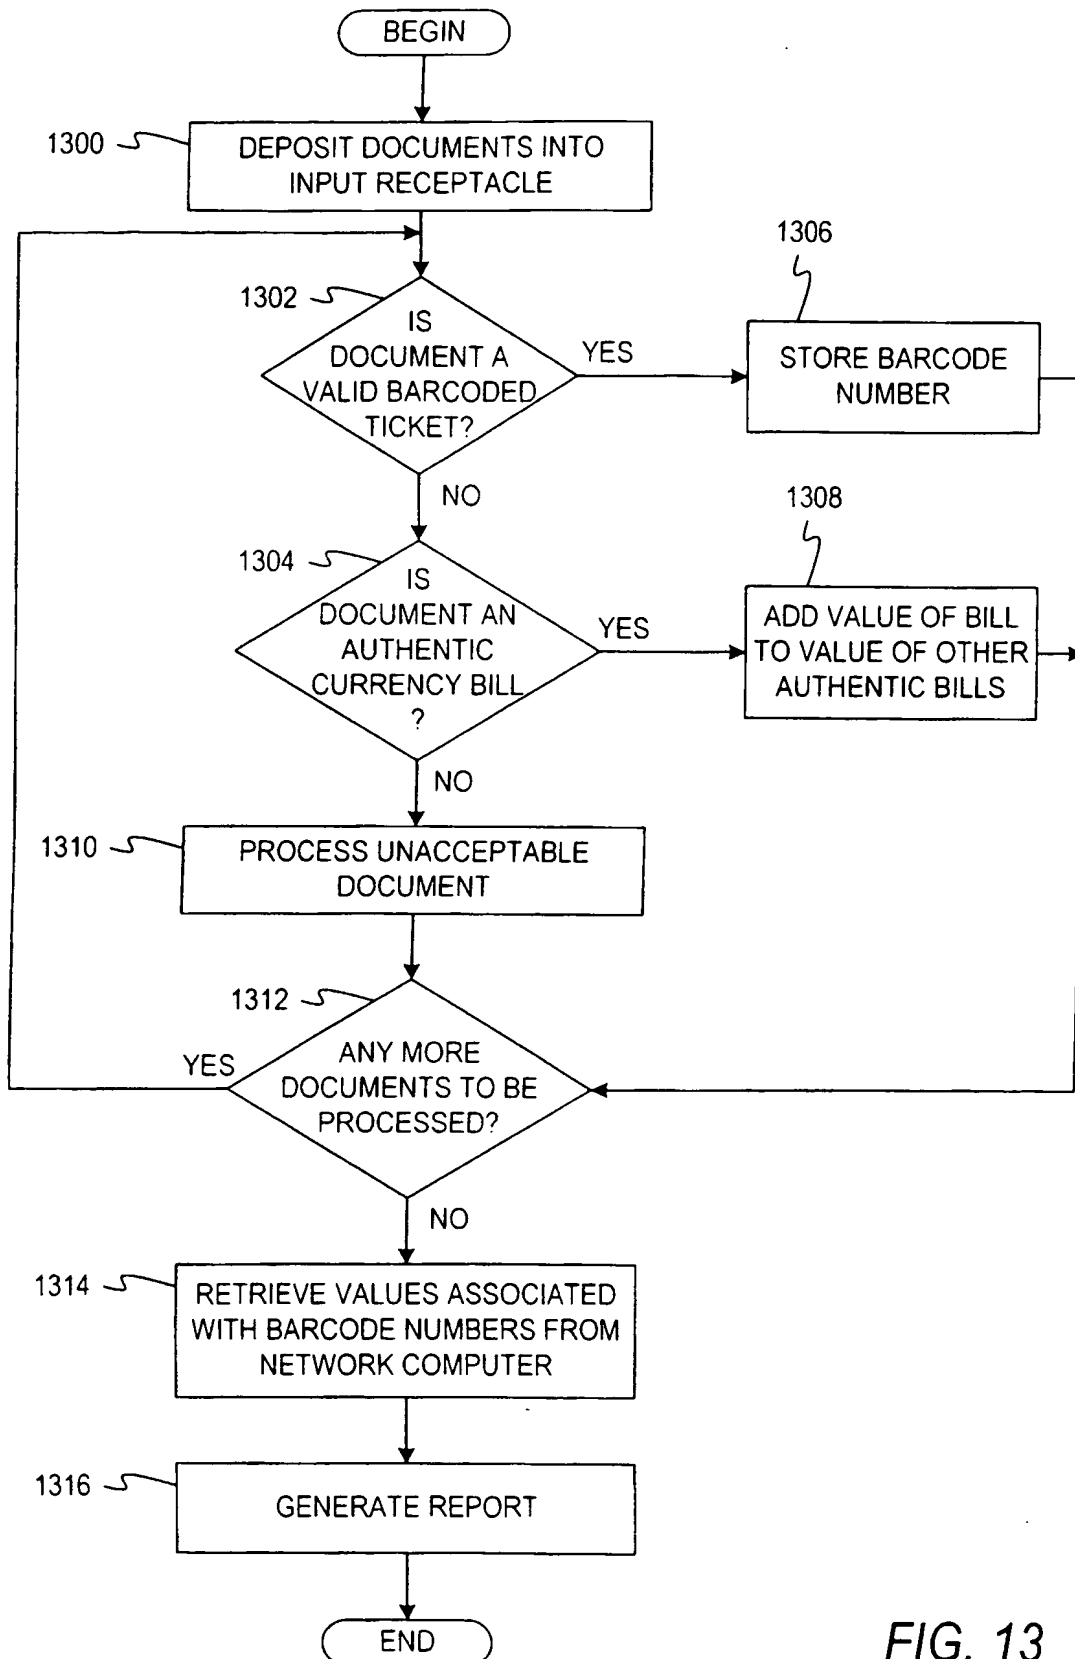 BEGIN
1300
DEPOSIT DOCUMENTS INTO
INPUT RECEPTACLE
1306
1302
IS
DOCUMENT A
VALID BARCODED
TICKET?
YES
STORE BARCODE
NUMBER
NO
1308
1304
IS
DOCUMENT AN
AUTHENTIC
CURRENCY BILL
?
YES
ADD VALUE OF BILL
TO VALUE OF OTHER
AUTHENTIC BILLS
NO
1310
PROCESS UNACCEPTABLE
DOCUMENT
1312
YES
ANY MORE
DOCUMENTS TO BE
PROCESSED?
NO
1314
RETRIEVE VALUES ASSOCIATED
WITH BARCODE NUMBERS FROM
NETWORK COMPUTER
1316
GENERATE REPORT
END
FIG. 13